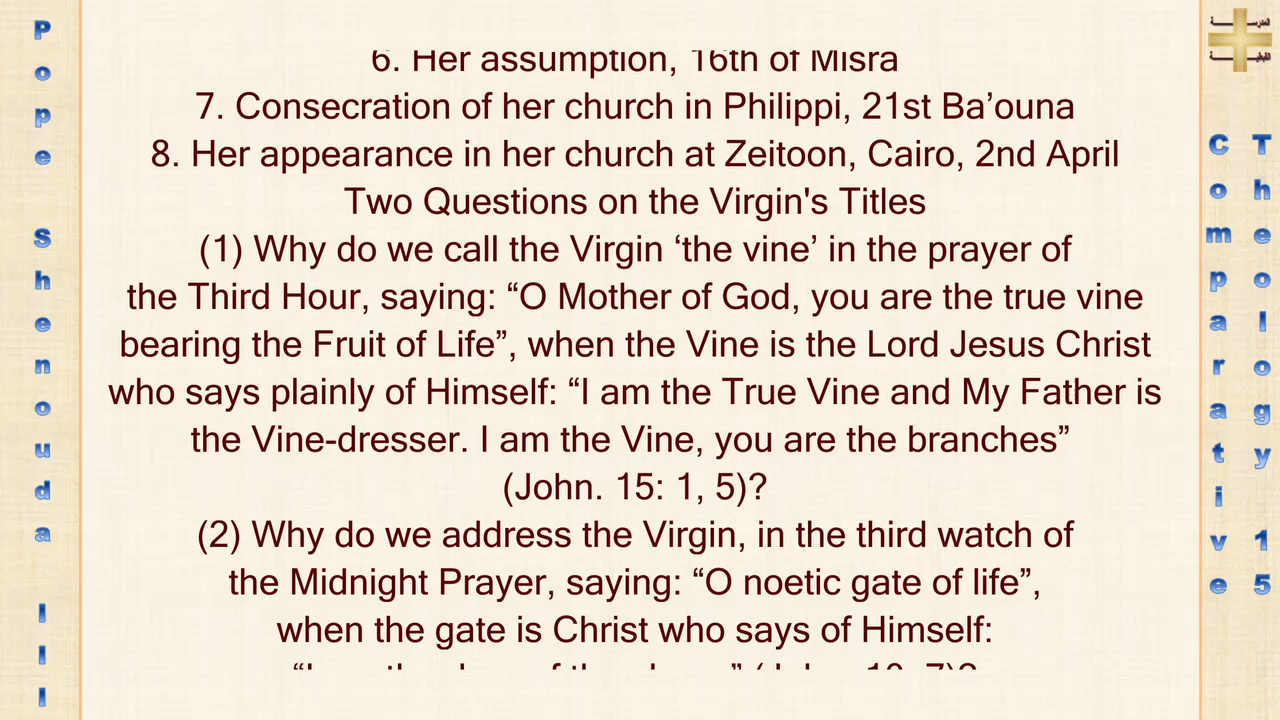 Pope Shenouda III
6. Her assumption, 16th of Misra
7. Consecration of her church in Philippi, 21st Ba’ouna
8. Her appearance in her church at Zeitoon, Cairo, 2nd April
Two Questions on the Virgin's Titles
(1) Why do we call the Virgin ‘the vine’ in the prayer of
the Third Hour, saying: “O Mother of God, you are the true vine
bearing the Fruit of Life”, when the Vine is the Lord Jesus Christ
who says plainly of Himself: “I am the True Vine and My Father is
the Vine-dresser. I am the Vine, you are the branches”
(John. 15: 1, 5)?
(2) Why do we address the Virgin, in the third watch of
the Midnight Prayer, saying: “O noetic gate of life”,
when the gate is Christ who says of Himself:
Comparative
Theology 15